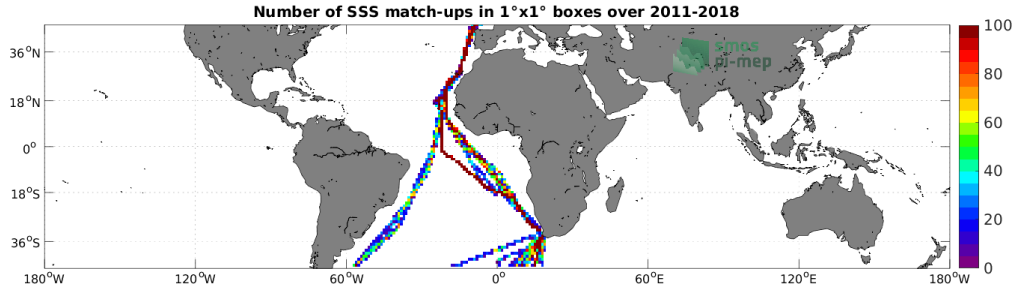 Number of SSS match-ups in 1°x1° boxes over 2011-2018
smos
pi-mep
36°N
18°N
0°
18°S
36°S
180°W
120°W
60°W
0°
60°E
120°E
180°W
100
80
60
40
20
0